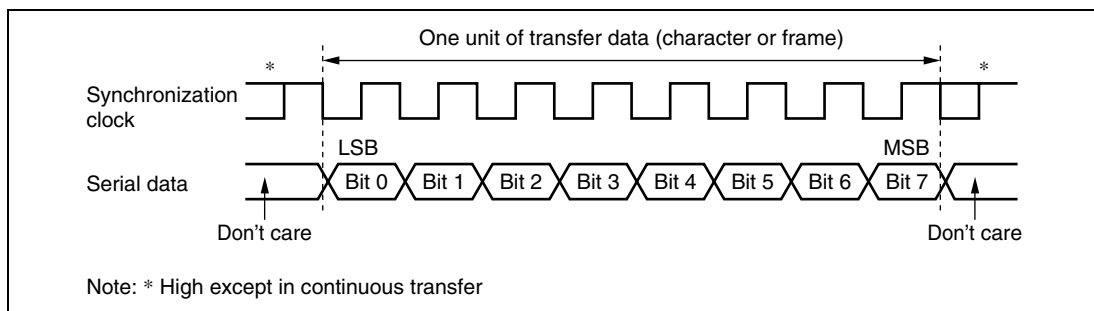 One unit of transfer data (character or frame)
* *
Synchronization
clock
LSB MSB
Serial data Bit 0 Bit 1 Bit 2 Bit 3 Bit 4 Bit 5 Bit 6 Bit 7
Don't care Don't care
Note: * High except in continuous transfer